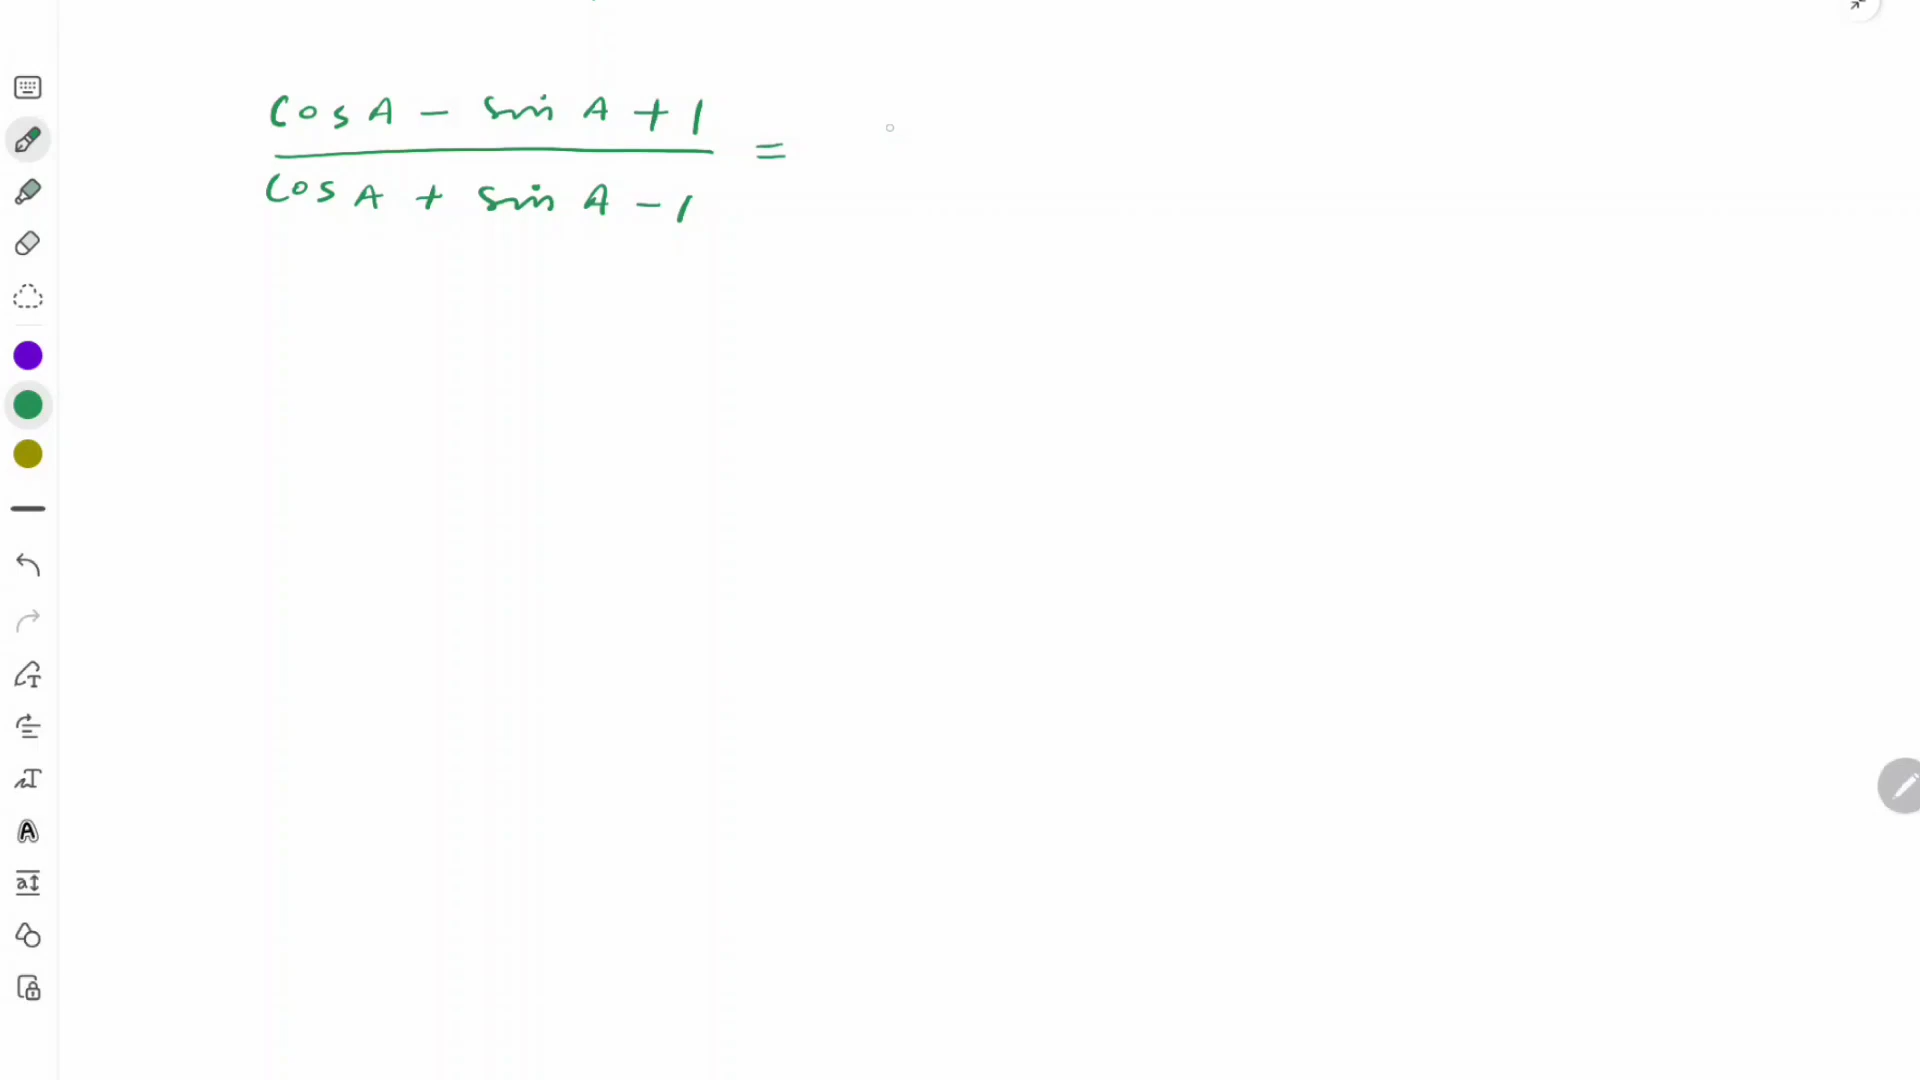 cos A - sin A + 1
=
cos A + sin A - 1